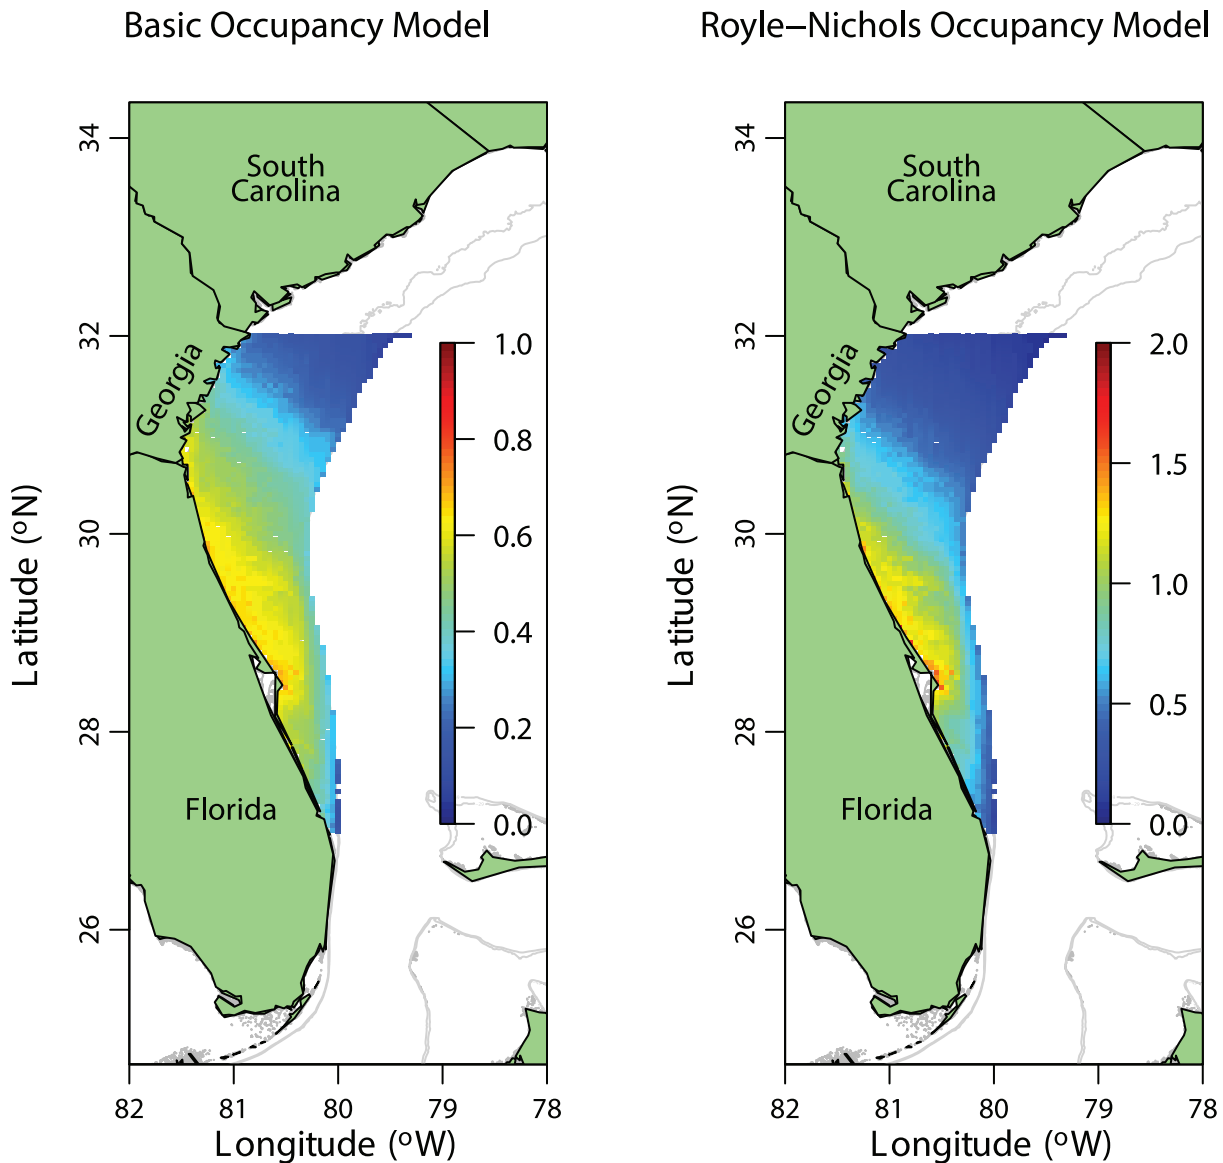 Basic Occupancy Model
Royle−Nichols Occupancy Model
South
Carolina
Georgia
Florida
34
32
30
28
26
82
81
80
79
78
1.0
0.8
0.6
0.4
0.2
0.0
Latitude (ºN)
Longitude (ºW)
South
Carolina
Georgia
Florida
34
32
30
28
26
82
81
80
79
78
2.0
1.5
1.0
0.5
0.0
Latitude (ºN)
Longitude (ºW)